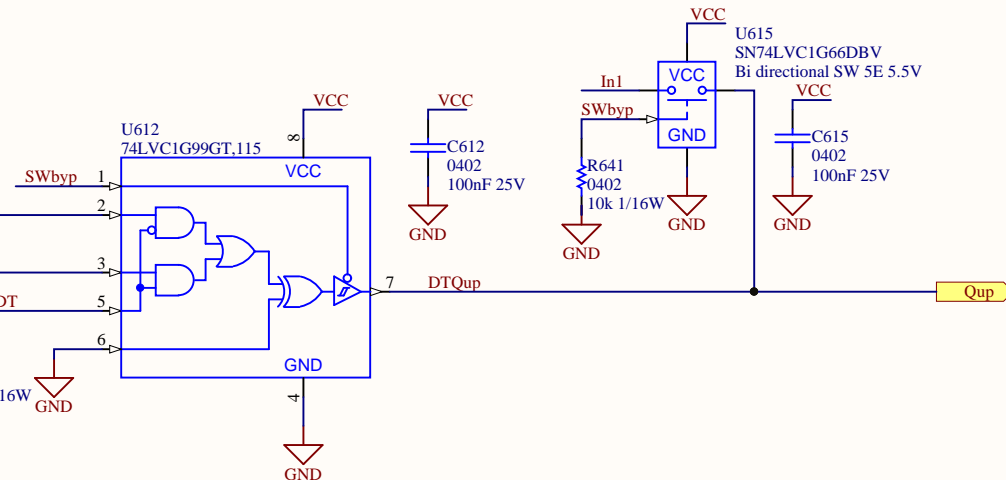 VCC
U615
SN74LVC1G66DBV
Bi directional SW 5E 5.5V
In1
VCC
VCC
SWbyp
GND
C615
0402
100nF 25V
R641
0402
10k 1/16W
GND
GND
GND
VCC
VCC
U612
74LVC1G99GT,115
8
VCC
C612
0402
100nF 25V
GND
SWbyp
1
2
3
DT
5
6
7
DTQup
Qup
GND
4
16W
GND
GND